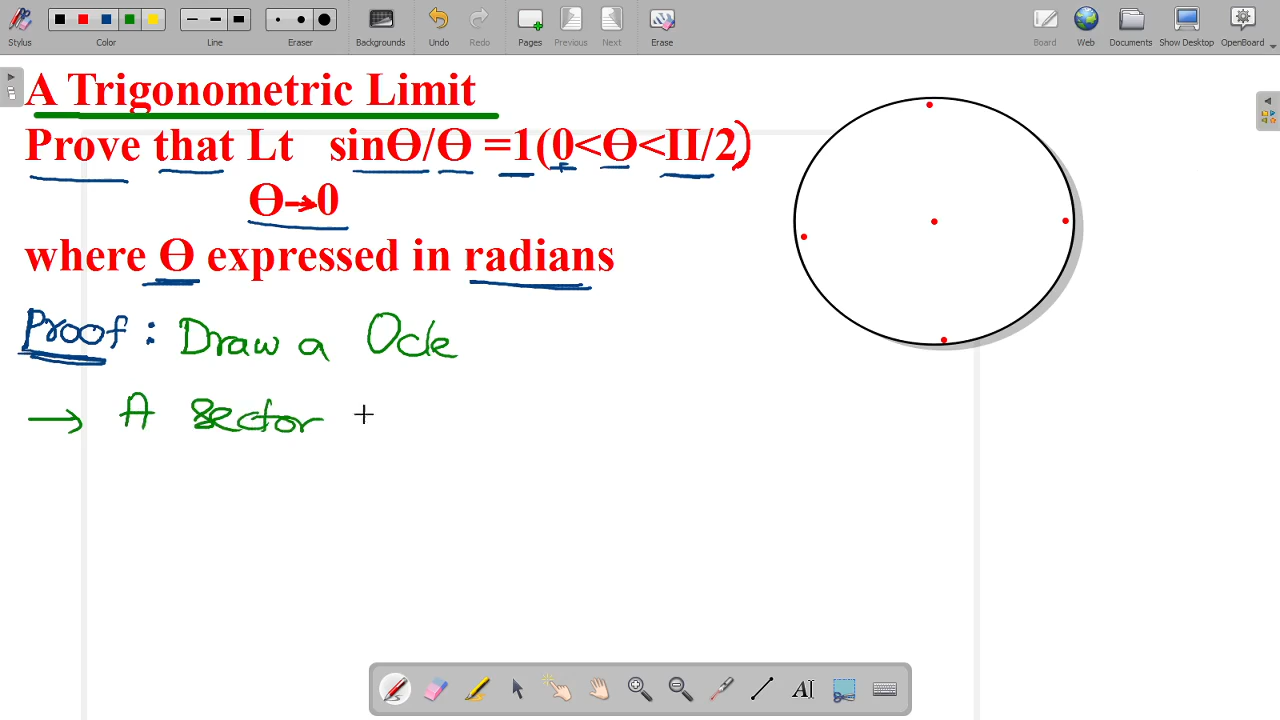 Stylus Color Line Eraser Backgrounds Undo Redo Pages Previous Next Erase Board Web Documents Show Desktop OpenBoard
A Trigonometric Limit
Prove that Lt sinƟ/Ɵ =1(0<Ɵ<II/2)
Ɵ→0
where Ɵ expressed in radians
Proof : Draw a Ocle
→ A sector